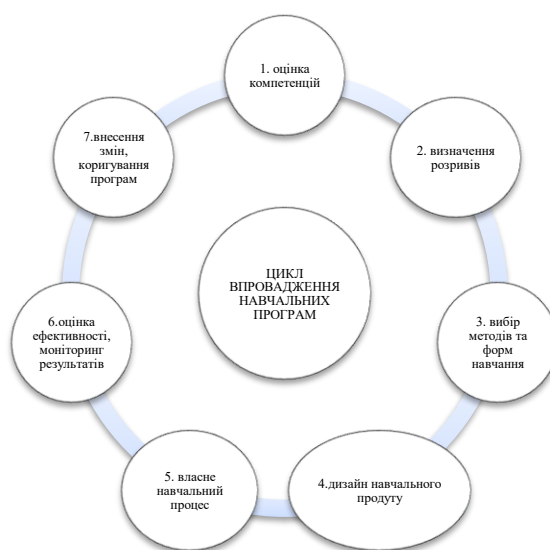 1. оцінка
компетенцій
2. визначення
розривів
3. вибір
методів та
форм
навчання
4.дизайн навчального
продуту
5. власне
навчальний
процес
6.оцінка
ефективності,
моніторинг
результатів
7.внесення
змін,
коригування
програм
ЦИКЛ
ВПРОВАДЖЕННЯ
НАВЧАЛЬНИХ
ПРОГРАМ